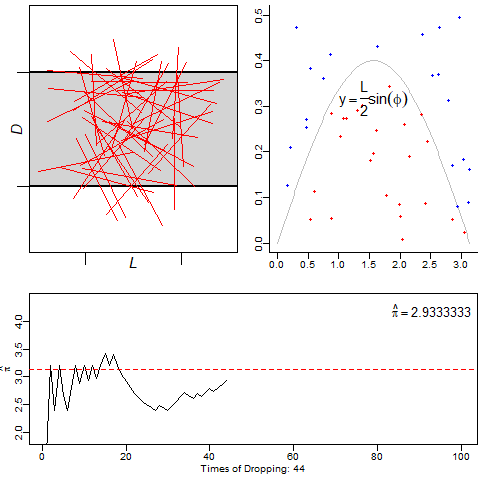 D
L
0.5
0.4
0.3
0.2
0.1
0.0
y = L/2 sin(ϕ)
0.0 0.5 1.0 1.5 2.0 2.5 3.0
π̂
4.0
3.5
3.0
2.5
2.0
π̂ = 2.9333333
0 20 40 60 80 100
Times of Dropping: 44